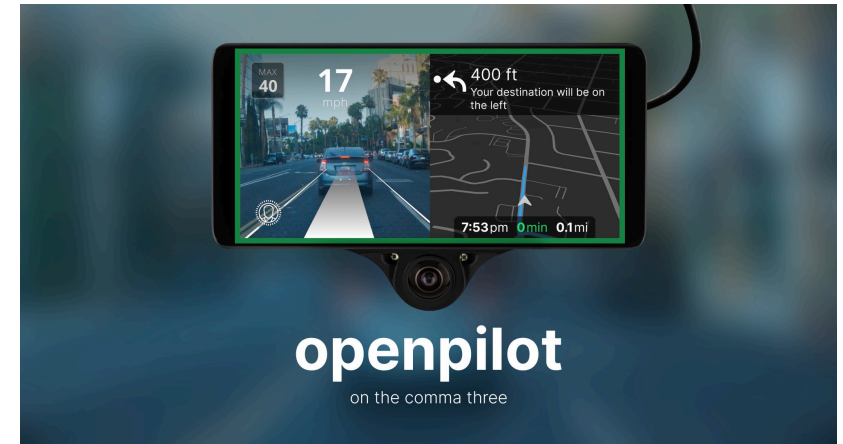 MAX
40
17
mph
400 ft
Your destination will be on
the left
7:53pm 0min 0.1mi
openpilot
on the comma three